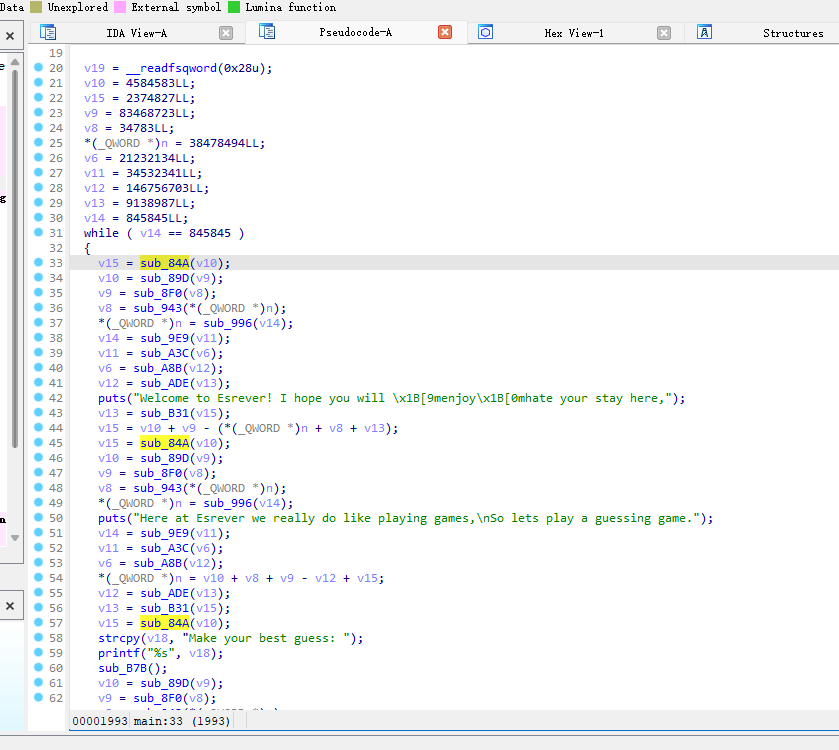 Data Unexplored External symbol Lumina function
IDA View-A Pseudocode-A Hex View-1 Structures
19
20 v19 = __readfsqword(0x28u);
21 v10 = 4584583LL;
22 v15 = 2374827LL;
23 v9 = 83468723LL;
24 v8 = 34783LL;
25 *(_QWORD *)n = 38478494LL;
26 v6 = 21232134LL;
27 v11 = 34532341LL;
28 v12 = 146756703LL;
29 v13 = 9138987LL;
30 v14 = 845845LL;
31 while ( v14 == 845845 )
32 {
33 v15 = sub_84A(v10);
34 v10 = sub_89D(v9);
35 v9 = sub_8F0(v8);
36 v8 = sub_943(*(_QWORD *)n);
37 *(_QWORD *)n = sub_996(v14);
38 v14 = sub_9E9(v11);
39 v11 = sub_A3C(v6);
40 v6 = sub_A8B(v12);
41 v12 = sub_ADE(v13);
42 puts("Welcome to Esrever! I hope you will \x1B[9menjoy\x1B[0mhate your stay here,");
43 v13 = sub_B31(v15);
44 v15 = v10 + v9 - (*(_QWORD *)n + v8 + v13);
45 v15 = sub_84A(v10);
46 v10 = sub_89D(v9);
47 v9 = sub_8F0(v8);
48 v8 = sub_943(*(_QWORD *)n);
49 *(_QWORD *)n = sub_996(v14);
50 puts("Here at Esrever we really do like playing games,\nSo lets play a guessing game.");
51 v14 = sub_9E9(v11);
52 v11 = sub_A3C(v6);
53 v6 = sub_A8B(v12);
54 *(_QWORD *)n = v10 + v8 + v9 - v12 + v15;
55 v12 = sub_ADE(v13);
56 v13 = sub_B31(v15);
57 v15 = sub_84A(v10);
58 strcpy(v18, "Make your best guess: ");
59 printf("%s", v18);
60 sub_B7B();
61 v10 = sub_89D(v9);
62 v9 = sub_8F0(v8);
00001993 main:33 (1993)